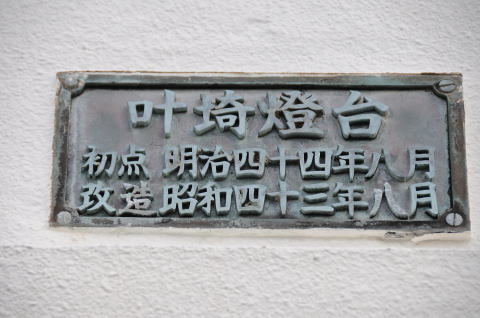 叶埼燈台
初点 明治四十四年八月
改造 昭和四十三年八月